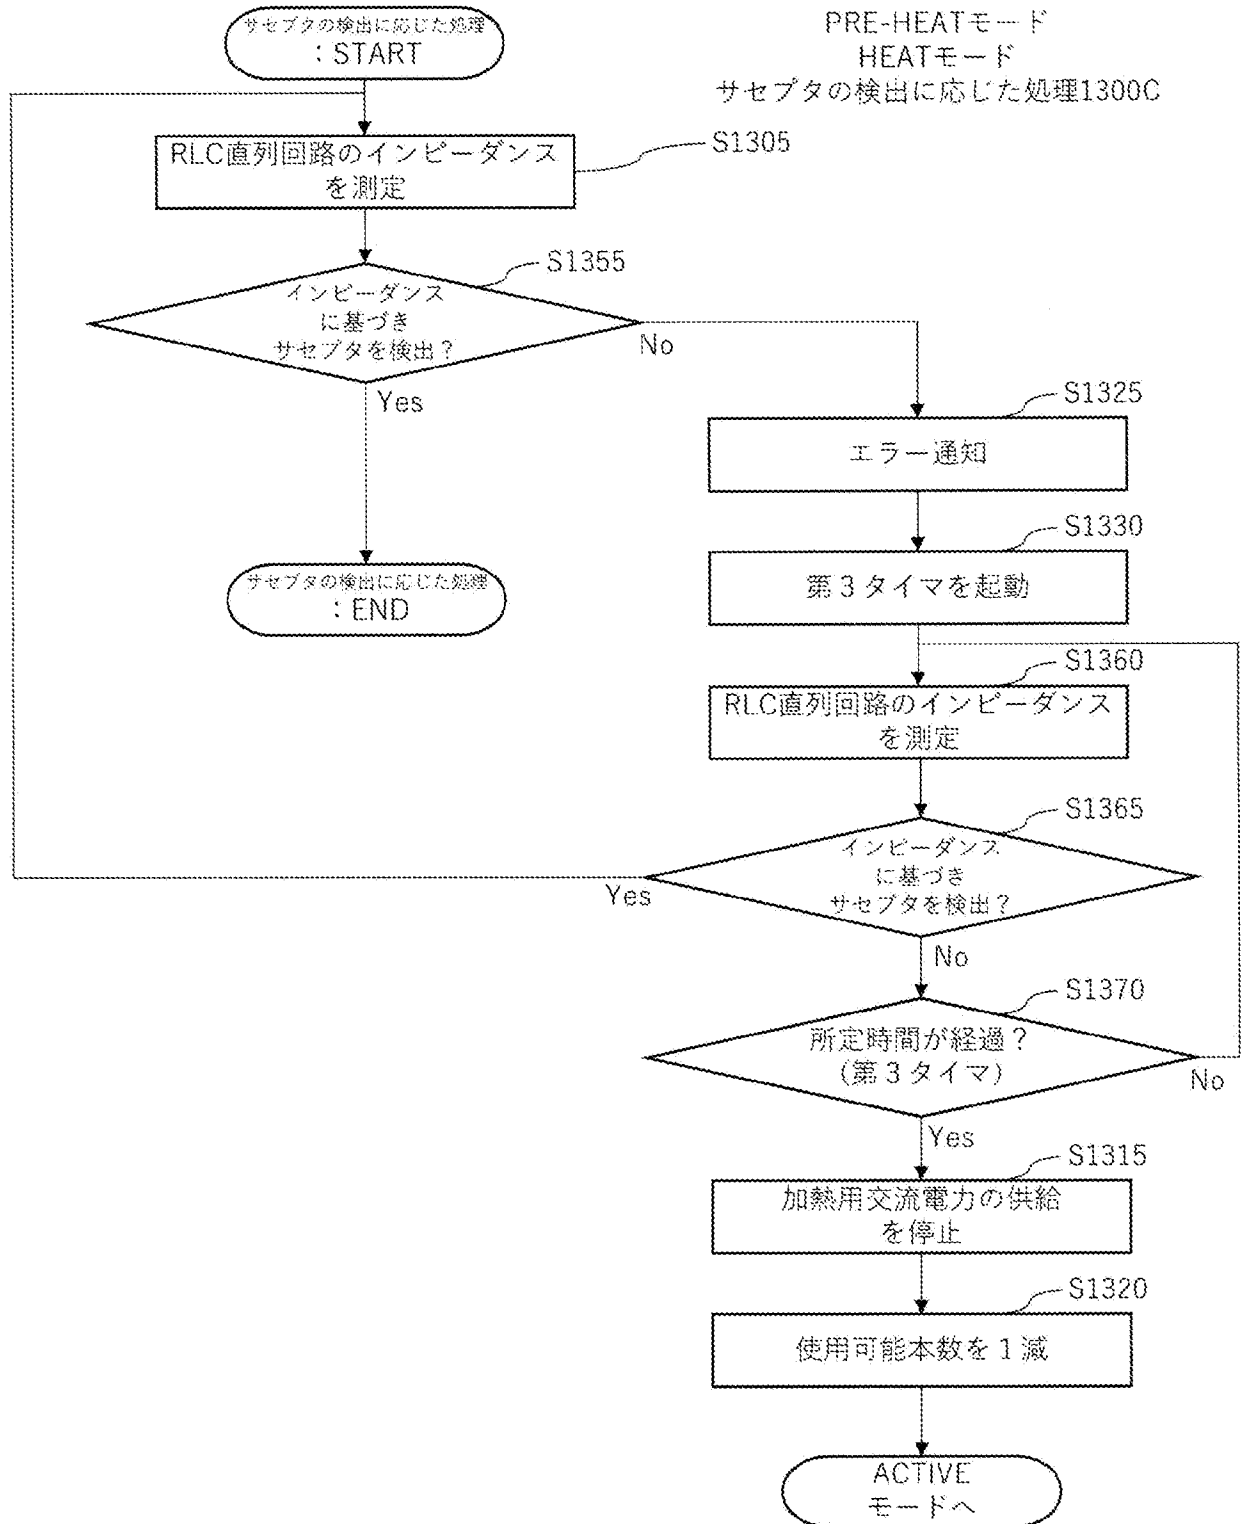 サセプタの検出に応じた処理
：START
PRE-HEATモード
HEATモード
サセプタの検出に応じた処理1300C
S1305
RLC直列回路のインピーダンス
を測定
S1355
インピーダンス
に基づき
サセプタを検出？
No
Yes
S1325
エラー通知
S1330
第３タイマを起動
サセプタの検出に応じた処理
：END
S1360
RLC直列回路のインピーダンス
を測定
S1365
インピーダンス
に基づき
サセプタを検出？
Yes
No
S1370
所定時間が経過？
(第３タイマ)
No
Yes
S1315
加熱用交流電力の供給
を停止
S1320
使用可能本数を１減
ACTIVE
モードへ